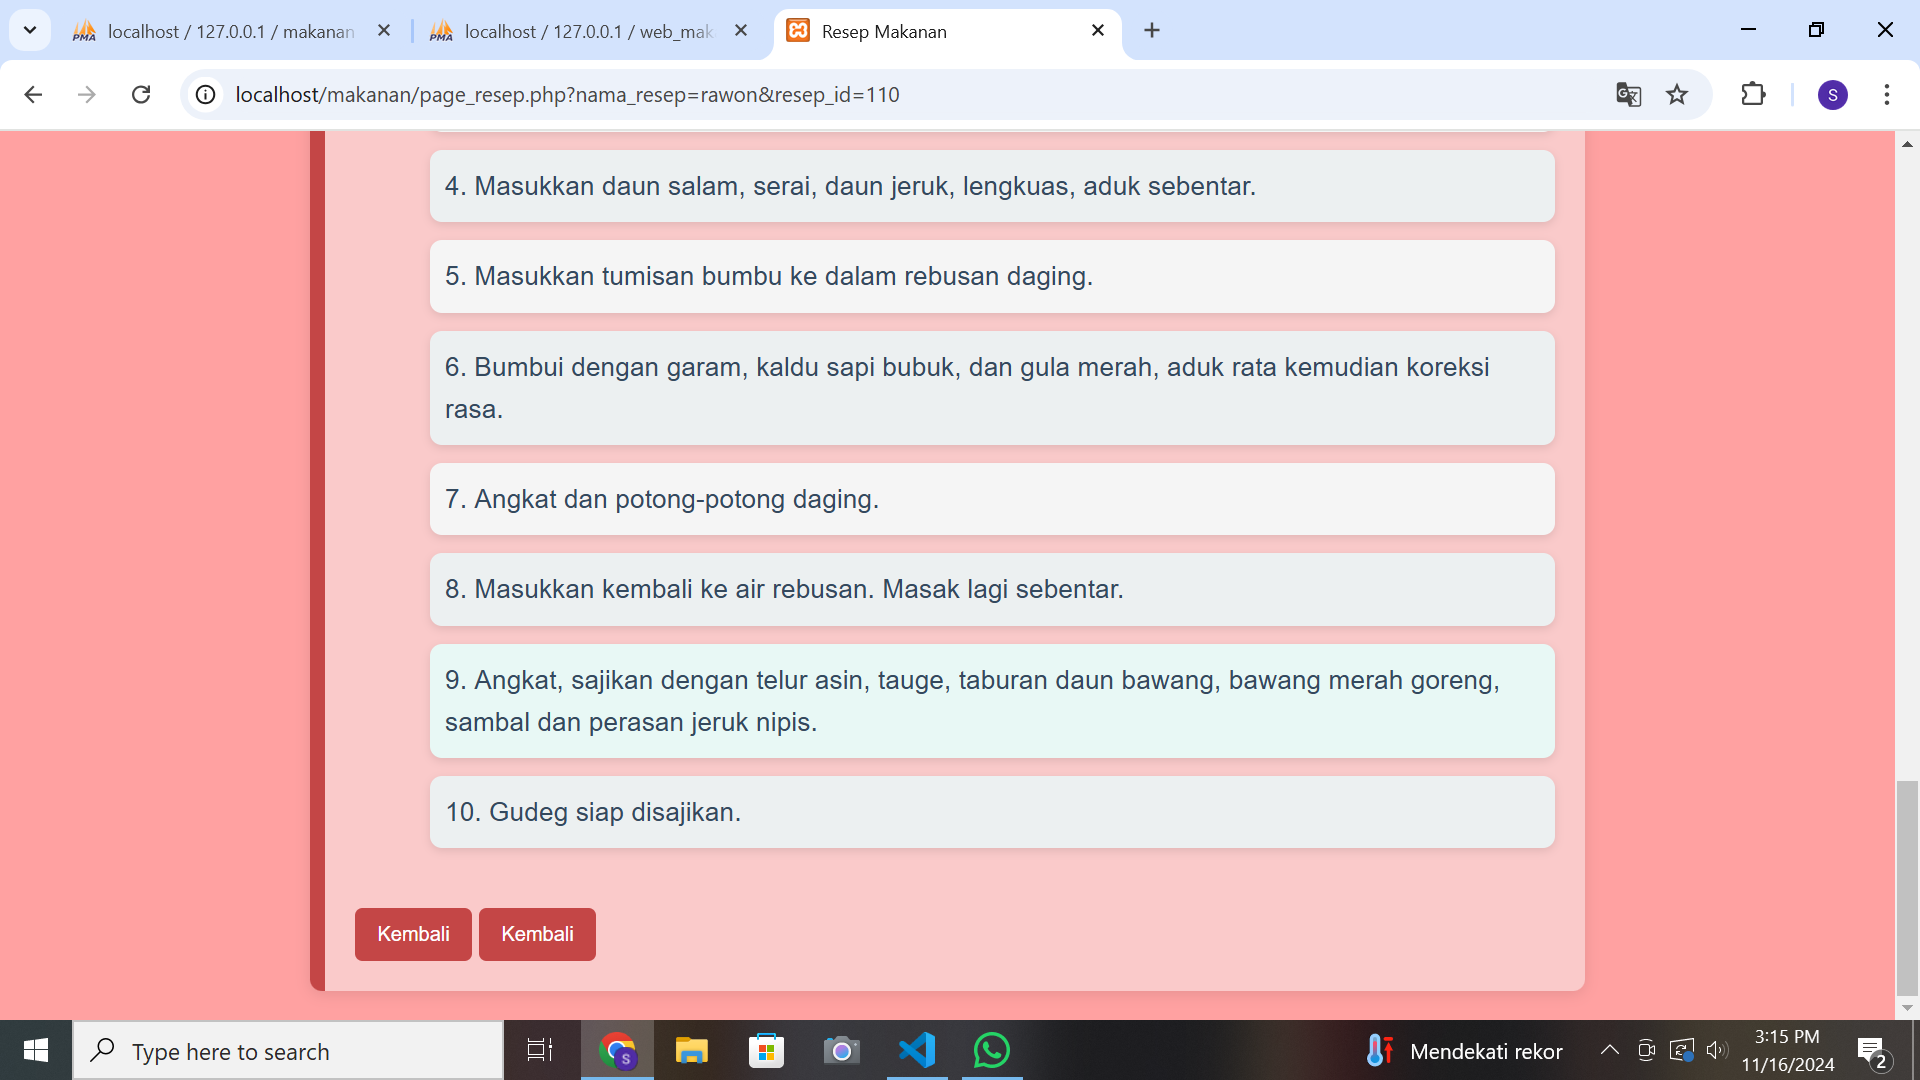 localhost / 127.0.0.1 / makanan
localhost / 127.0.0.1 / web_mak
Resep Makanan
localhost/makanan/page_resep.php?nama_resep=rawon&resep_id=110
S
4. Masukkan daun salam, serai, daun jeruk, lengkuas, aduk sebentar.
5. Masukkan tumisan bumbu ke dalam rebusan daging.
6. Bumbui dengan garam, kaldu sapi bubuk, dan gula merah, aduk rata kemudian koreksi
rasa.
7. Angkat dan potong-potong daging.
8. Masukkan kembali ke air rebusan. Masak lagi sebentar.
9. Angkat, sajikan dengan telur asin, tauge, taburan daun bawang, bawang merah goreng,
sambal dan perasan jeruk nipis.
10. Gudeg siap disajikan.
Kembali Kembali
Type here to search
S
Mendekati rekor
3:15 PM
11/16/2024
2